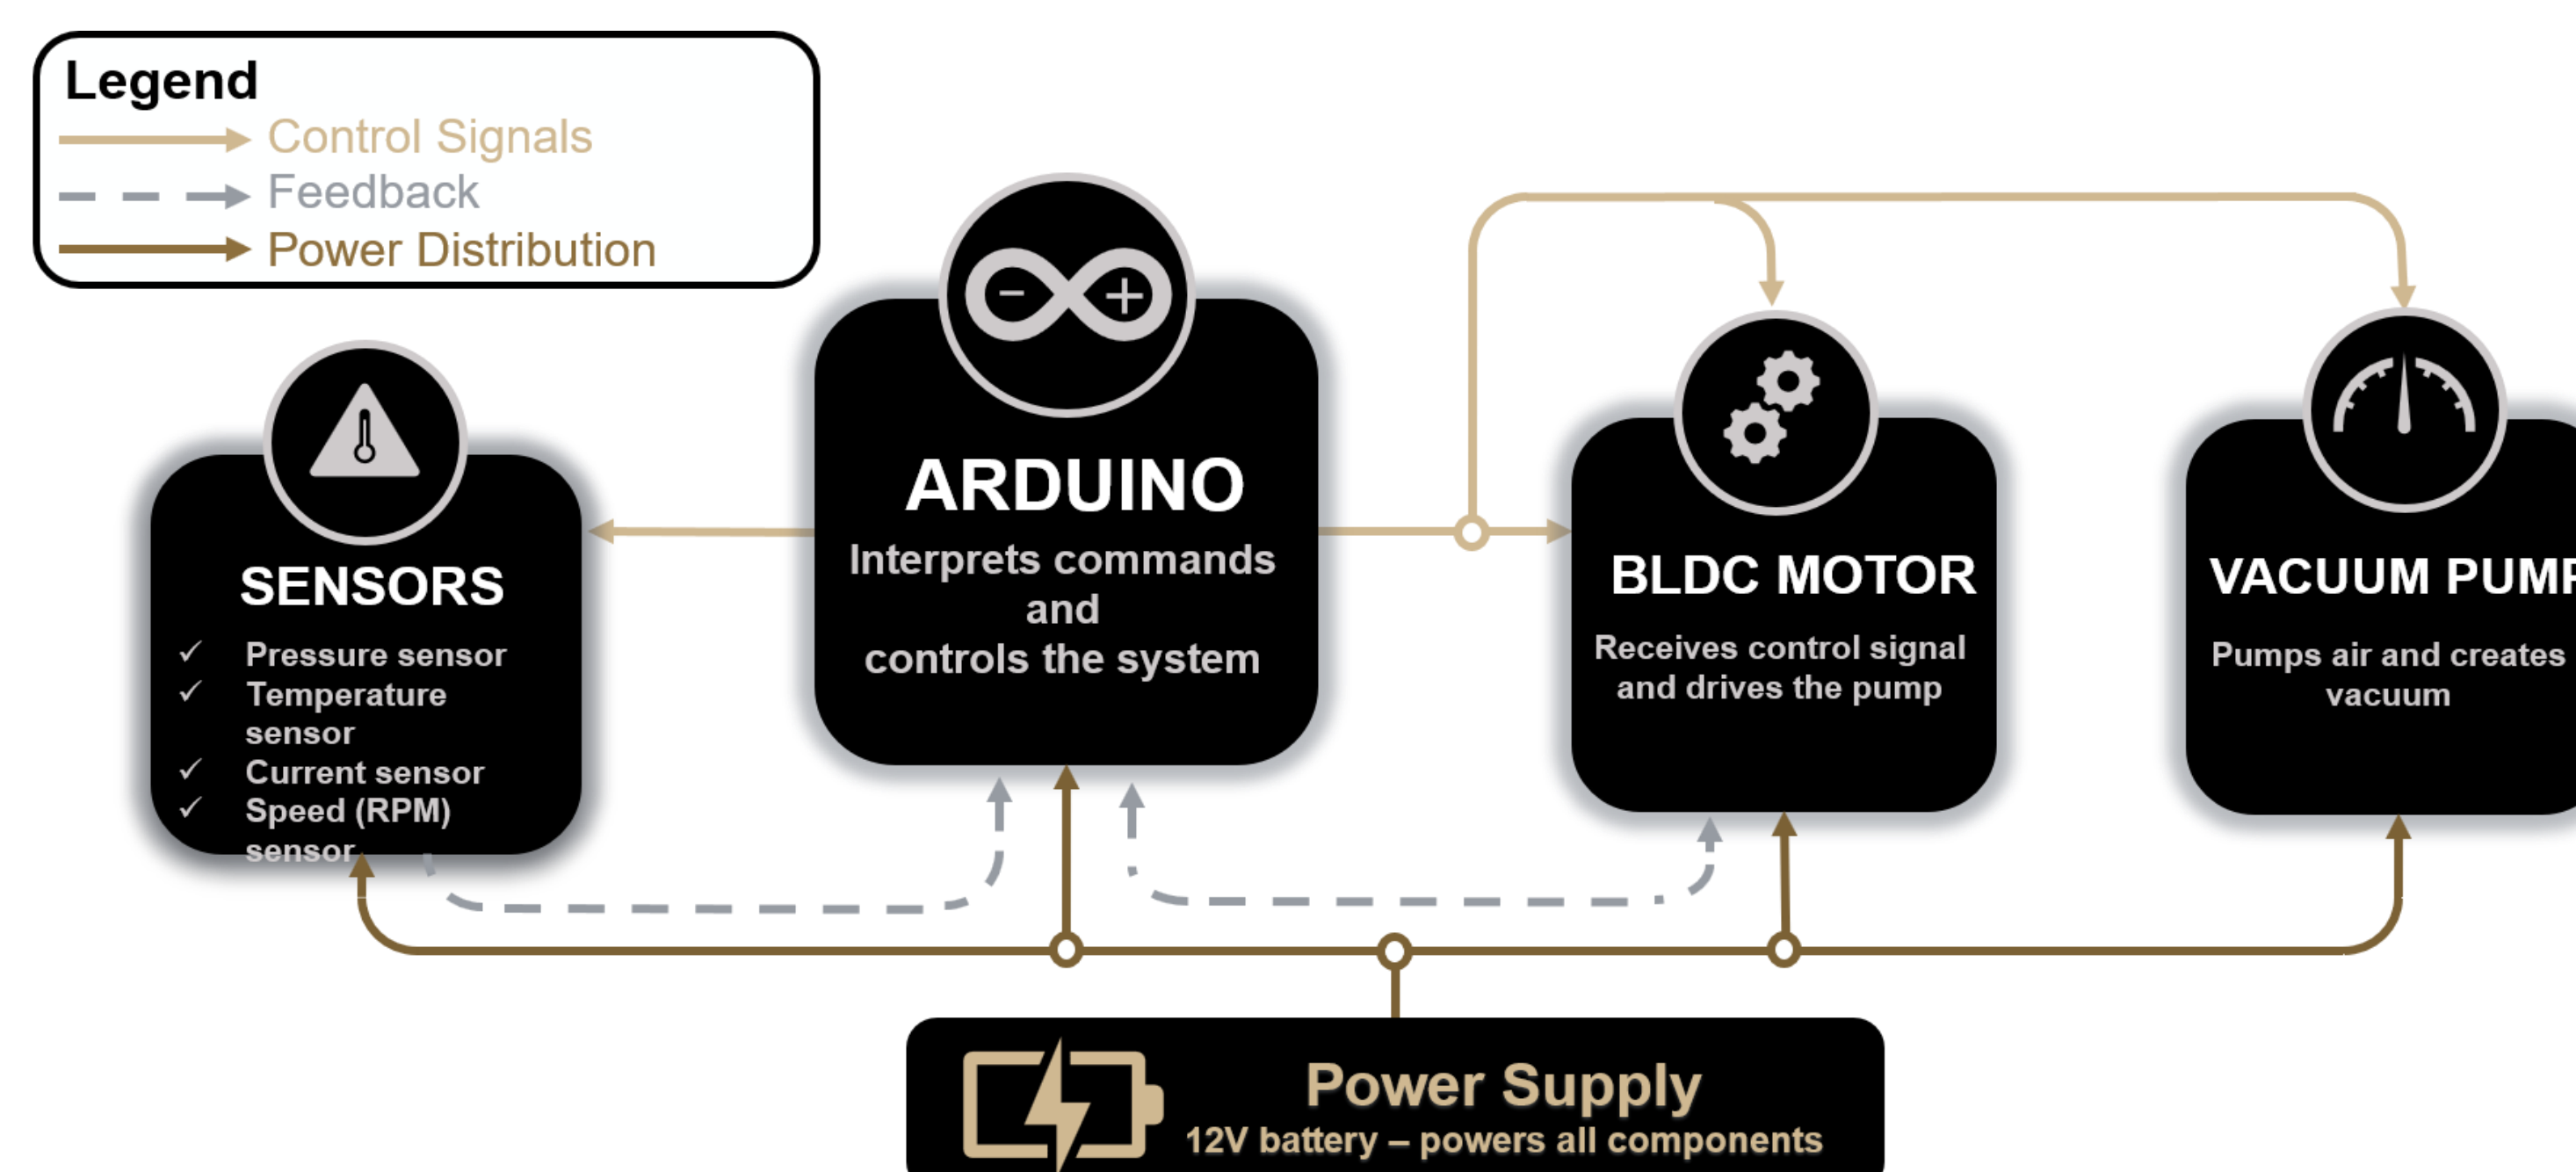 Legend
Control Signals
Feedback
Power Distribution
ARDUINO
Interprets commands
and
controls the system
SENSORS
✓ Pressure sensor
✓ Temperature
sensor
✓ Current sensor
✓ Speed (RPM)
sensor
BLDC MOTOR
Receives control signal
and drives the pump
VACUUM PUMP
Pumps air and creates
vacuum
Power Supply
12V battery – powers all components